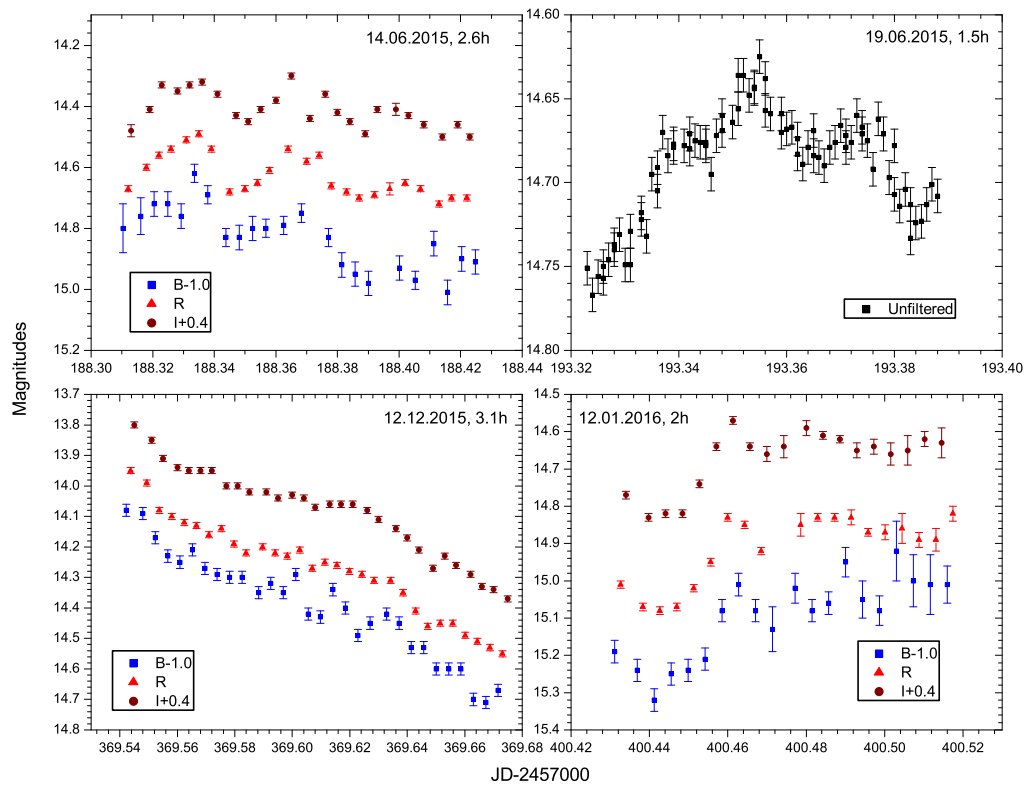 14.06.2015, 2.6h
14.2
14.4
14.6
14.8
15.0
15.2
B-1.0
R
I+0.4
188.30 188.32 188.34 188.36 188.38 188.40 188.42 188.44
19.06.2015, 1.5h
14.60
14.65
14.70
14.75
14.80
Unfiltered
193.32 193.34 193.36 193.38 193.40
Magnitudes
12.12.2015, 3.1h
13.7
13.8
13.9
14.0
14.1
14.2
14.3
14.4
14.5
14.6
14.7
14.8
B-1.0
R
I+0.4
369.54 369.56 369.58 369.60 369.62 369.64 369.66 369.68
12.01.2016, 2h
14.5
14.6
14.7
14.8
14.9
15.0
15.1
15.2
15.3
15.4
B-1.0
R
I+0.4
400.42 400.44 400.46 400.48 400.50 400.52
JD-2457000